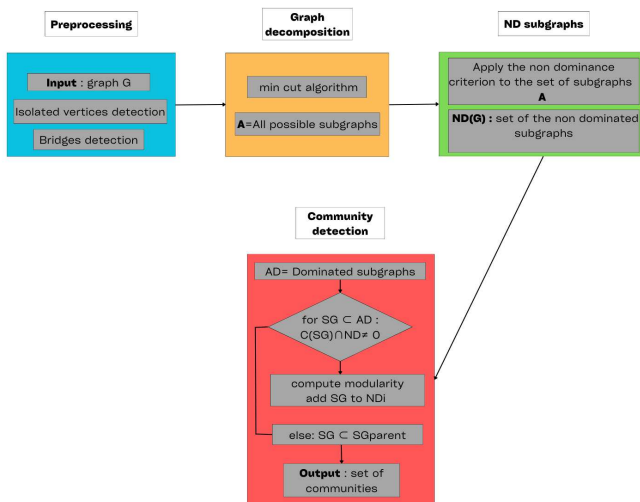 Preprocessing
Input : graph G
Isolated vertices detection
Bridges detection
Graph
decomposition
min cut algorithm
A=All possible subgraphs
ND subgraphs
Apply the non dominance
criterion to the set of subgraphs
A
ND(G) : set of the non dominated
subgraphs
Community
detection
AD= Dominated subgraphs
for SG ⊂ AD :
C(SG)∩ND≠ 0
compute modularity
add SG to NDi
else: SG ⊂ SGparent
Output : set of
communities